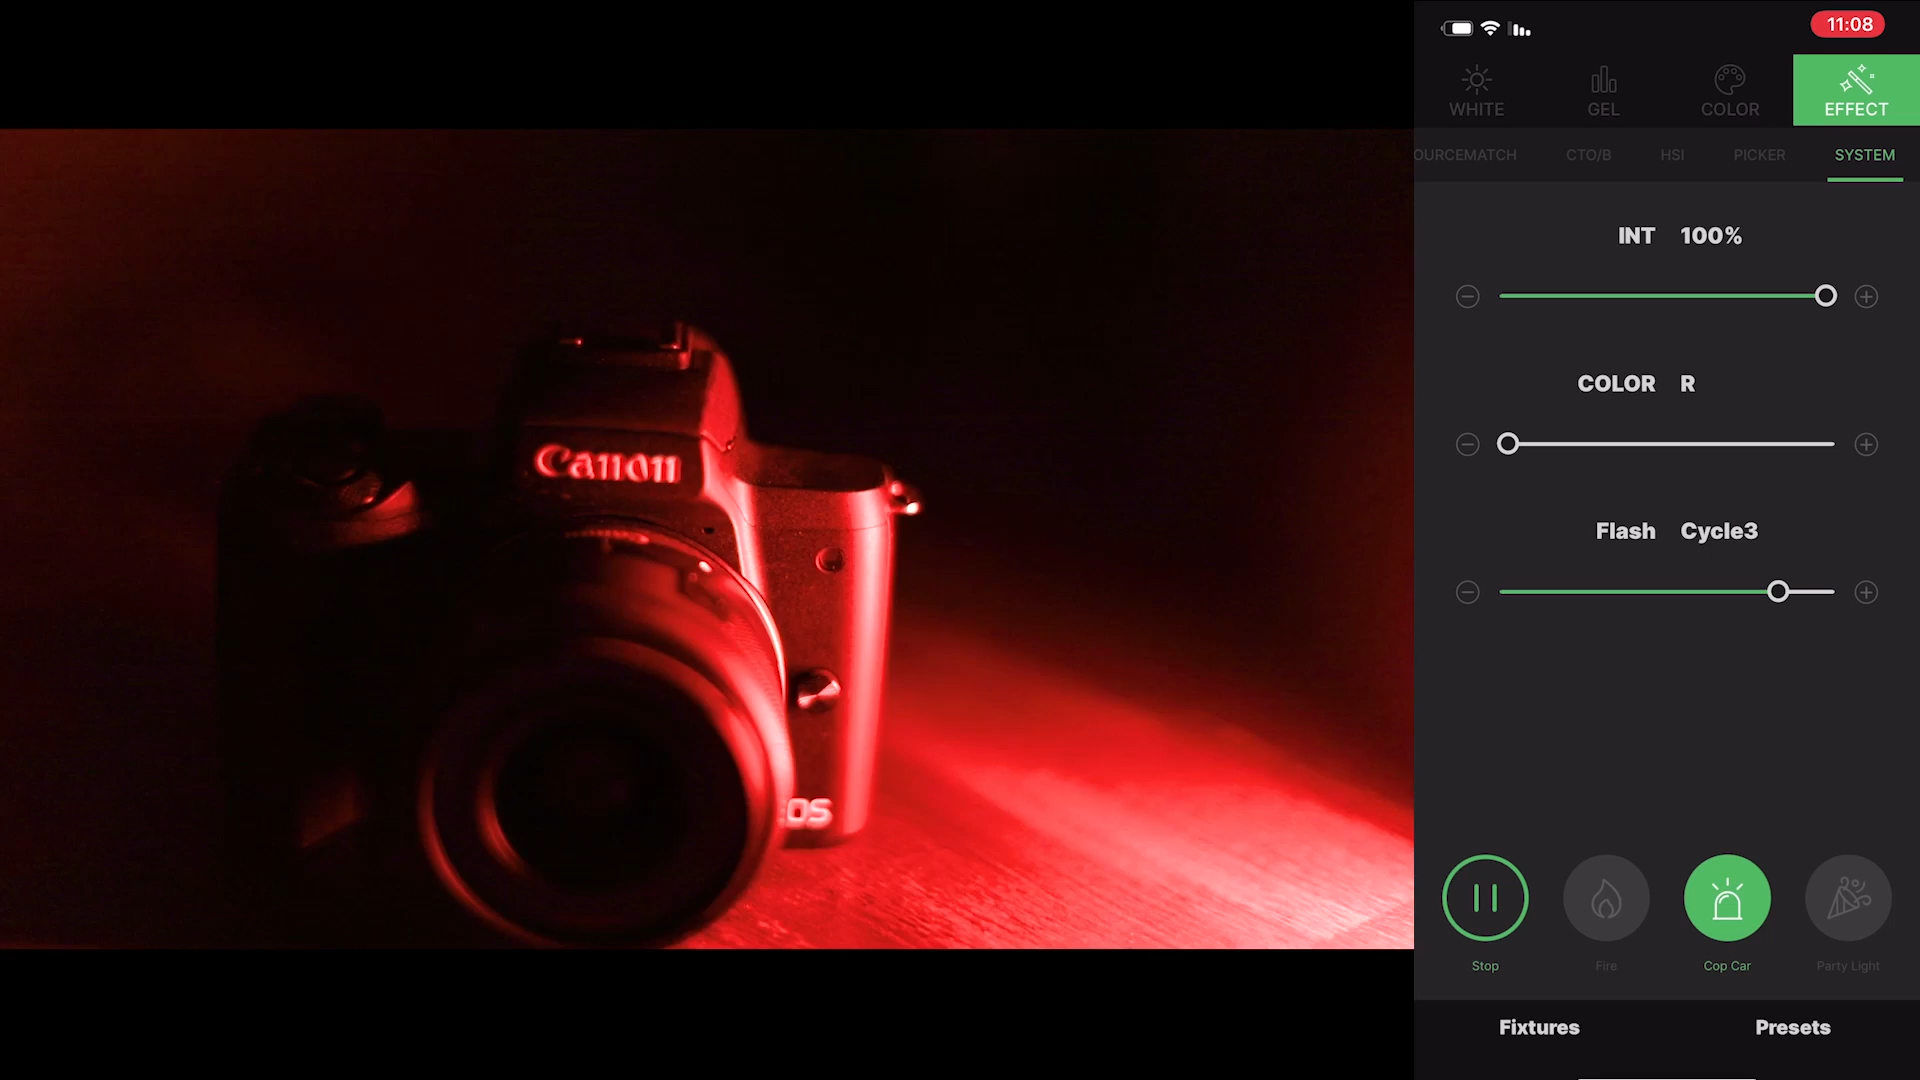 Canon
EOS
11:08
WHITE
GEL
COLOR
EFFECT
OURCEMATCH
CTO/B
HSI
PICKER
SYSTEM
INT 100%
COLOR R
Flash Cycle3
Stop
Fire
Cop Car
Party Light
Fixtures
Presets